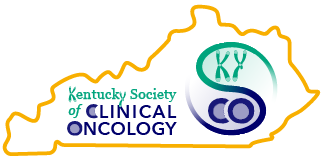 Kentucky Society
of CLINICAL
ONCOLOGY
KY
CO